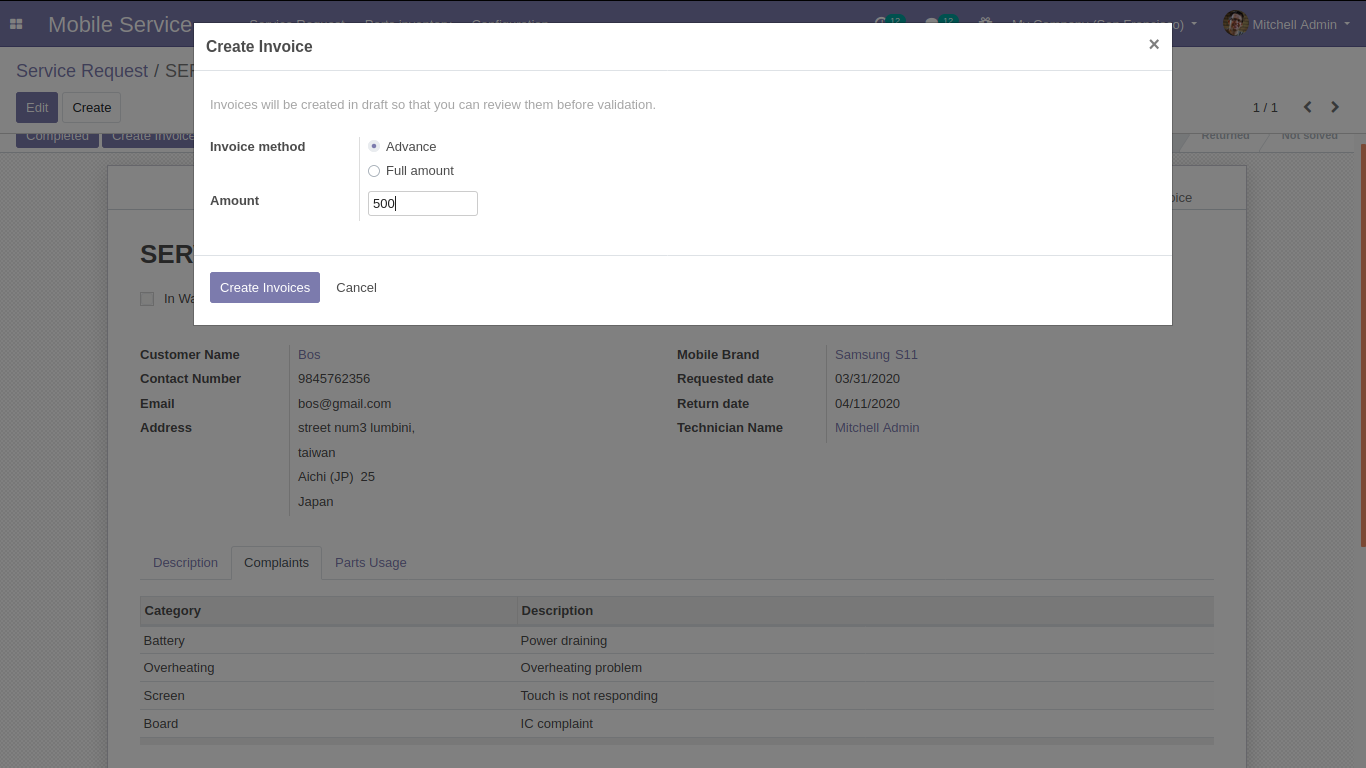 Mobile Service
12
12
Mitchell Admin
Create Invoice
×
Service Request /
Invoices will be created in draft so that you can review them before validation.
Edit
Create
1 / 1
Invoice method
Advance
Full amount
Amount
500
Completed
Create Invoice
Returned
Not solved
Create Invoices
Cancel
In
Customer Name
Bos
Mobile Brand
Samsung S11
Contact Number
9845762356
Requested date
03/31/2020
Email
bos@gmail.com
Return date
04/11/2020
Address
street num3 lumbini,
Technician Name
Mitchell Admin
taiwan
Aichi (JP) 25
Japan
Description
Complaints
Parts Usage
Category
Description
Battery
Power draining
Overheating
Overheating problem
Screen
Touch is not responding
Board
IC complaint